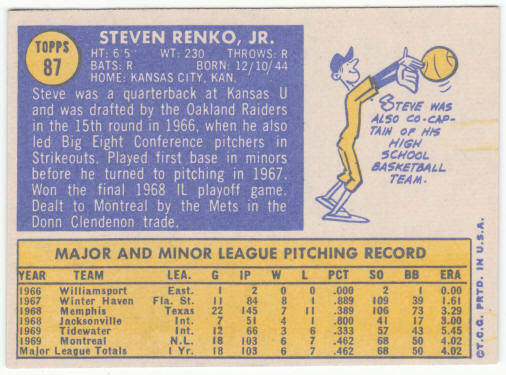 TOPPS
87
STEVEN RENKO, JR.
HT: 6'5" WT: 230 THROWS: R
BATS: R BORN: 12/10/44
HOME: KANSAS CITY, KAN.
Steve was a quarterback at Kansas U
and was drafted by the Oakland Raiders
in the 15th round in 1966, when he also
led Big Eight Conference pitchers in
Strikeouts. Played first base in minors
before he turned to pitching in 1967.
Won the final 1968 IL playoff game.
Dealt to Montreal by the Mets in the
Donn Clendenon trade.
STEVE WAS
ALSO CO-CAP-
TAIN OF HIS
HIGH
SCHOOL
BASKETBALL
TEAM.
MAJOR AND MINOR LEAGUE PITCHING RECORD
YEAR TEAM LEA. G IP W L PCT SO BB ERA
1966 Williamsport East. 1 2 0 0 .000 2 1 0.00
1967 Winter Haven Fla. St. 11 84 8 1 .889 109 39 1.61
1968 Memphis Texas 22 145 7 11 .389 106 73 3.29
1968 Jacksonville Int. 7 51 4 1 .800 41 17 3.00
1969 Tidewater Int. 12 66 3 6 .333 57 43 5.45
1969 Montreal N.L. 18 103 6 7 .462 68 50 4.02
Major League Totals 1 Yr. 18 103 6 7 .462 68 50 4.02
©T.C.G. PRTD. IN U.S.A.